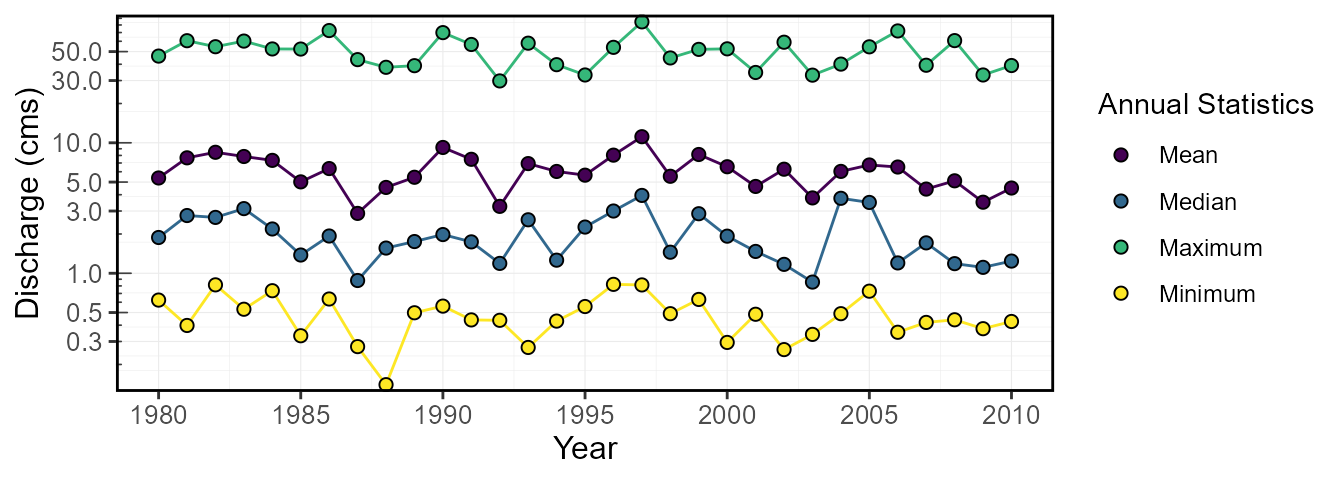 Discharge (cms)
50.0
30.0
10.0
5.0
3.0
1.0
0.5
0.3
1980 1985 1990 1995 2000 2005 2010
Year
Annual Statistics
Mean
Median
Maximum
Minimum